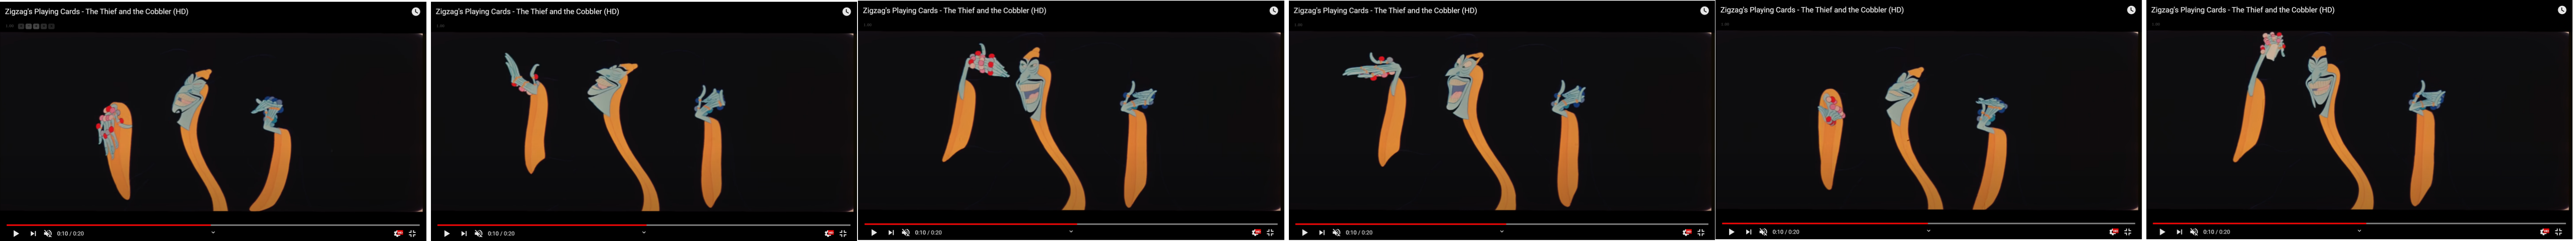 Zigzag's Playing Cards - The Thief and the Cobbler (HD)
0:10 / 0:20
Zigzag's Playing Cards - The Thief and the Cobbler (HD)
0:10 / 0:20
Zigzag's Playing Cards - The Thief and the Cobbler (HD)
0:10 / 0:20
Zigzag's Playing Cards - The Thief and the Cobbler (HD)
0:10 / 0:20
Zigzag's Playing Cards - The Thief and the Cobbler (HD)
0:10 / 0:20
Zigzag's Playing Cards - The Thief and the Cobbler (HD)
0:10 / 0:20